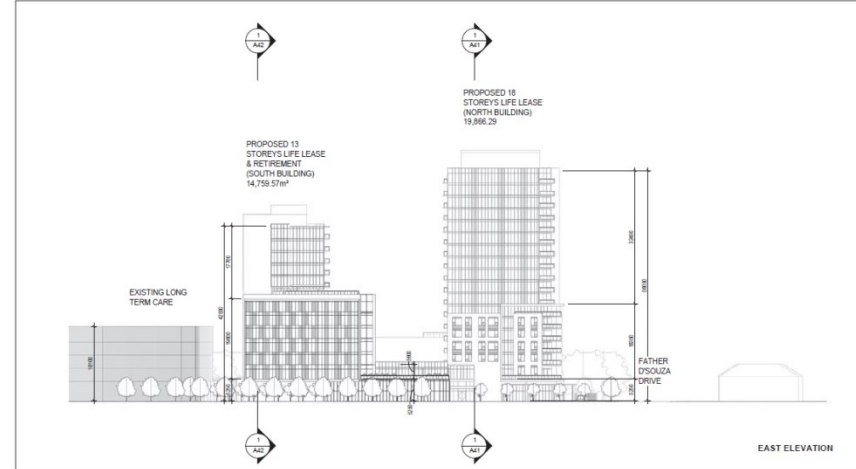 1
A42
1
A41
PROPOSED 18
STOREYS LIFE LEASE
(NORTH BUILDING)
19,866.29
PROPOSED 13
STOREYS LIFE LEASE
& RETIREMENT
(SOUTH BUILDING)
14,759.57m²
EXISTING LONG
TERM CARE
FATHER
D'SOUZA
DRIVE
1
A42
1
A41
EAST ELEVATION